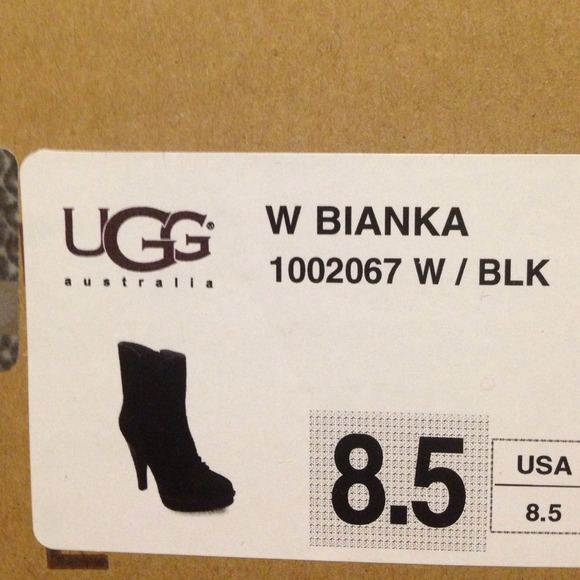 UGG®
australia
W BIANKA
1002067 W / BLK
8.5
USA
8.5